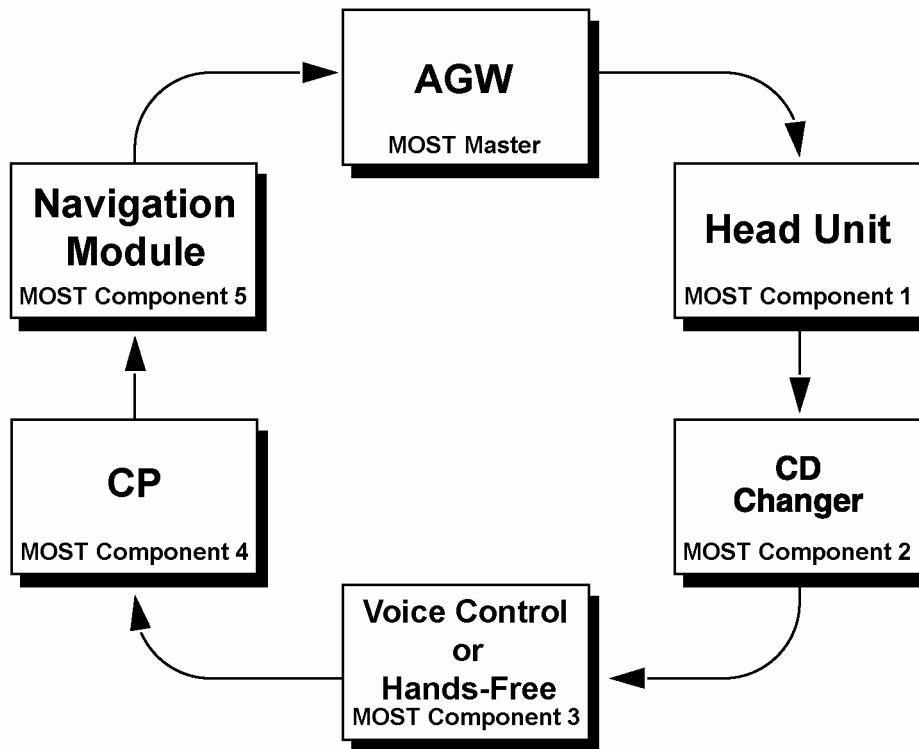 AGW
MOST Master
Head Unit
MOST Component 1
CD
Changer
MOST Component 2
Voice Control
or
Hands-Free
MOST Component 3
CP
MOST Component 4
Navigation
Module
MOST Component 5